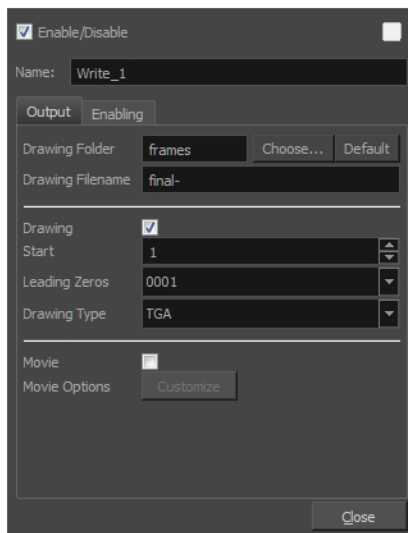 Enable/Disable
Name: Write_1
Output Enabling
Drawing Folder frames Choose... Default
Drawing Filename final-
Drawing
Start 1
Leading Zeros 0001
Drawing Type TGA
Movie
Movie Options Customize
Close